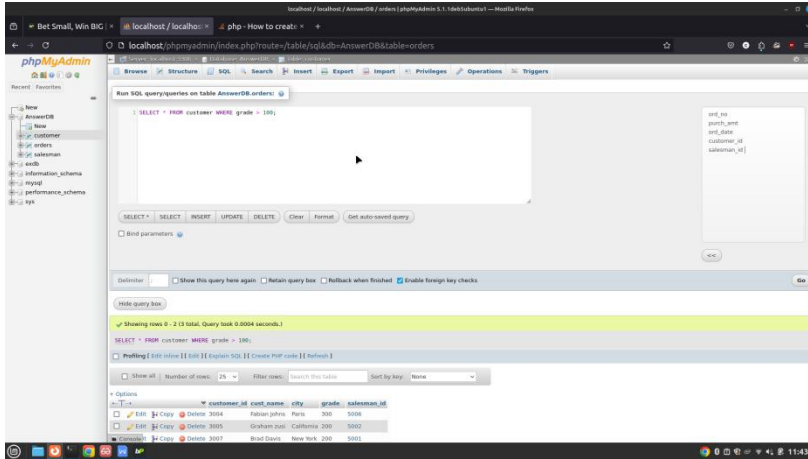 localhost / localhost / AnswerDB / orders | phpMyAdmin 5.1.1deb5ubuntu1 — Mozilla Firefox
Bet Small, Win BIG
localhost / localhos
php - How to create
localhost/phpmyadmin/index.php?route=/table/sql&db=AnswerDB&table=orders
phpMyAdmin
Recent Favorites
New
AnswerDB
New
customer
orders
salesman
information_schema
mysql
performance_schema
sys
Browse Structure SQL Search Insert Export Import Privileges Operations Triggers
Run SQL query/queries on table AnswerDB.orders:
1 SELECT * FROM customer WHERE grade > 100;
ord_no
purch_amt
ord_date
customer_id
salesman_id
SELECT * SELECT INSERT UPDATE DELETE Clear Format Get auto-saved query
Bind parameters
<<
Delimiter ; Show this query here again Retain query box Rollback when finished Enable foreign key checks Go
Hide query box
Showing rows 0 - 2 (3 total, Query took 0.0004 seconds.)
SELECT * FROM customer WHERE grade > 100;
Profiling [ Edit inline ] [ Edit ] [ Explain SQL ] [ Create PHP code ] [ Refresh ]
Show all Number of rows: 25 Filter rows: Search this table Sort by key: None
+ Options
←T→ customer_id cust_name city grade salesman_id
Edit Copy Delete 3004 Fabian Johns Paris 300 5006
Edit Copy Delete 3005 Graham zusi California 200 5002
Console Copy Delete 3007 Brad Davis New York 200 5001
11:43